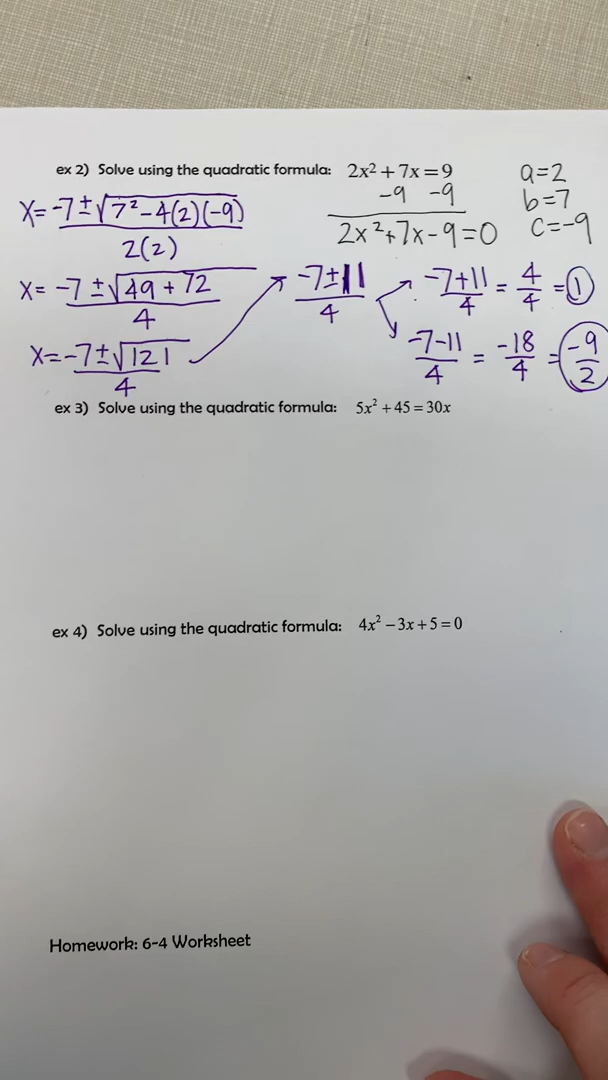 ex 2) Solve using the quadratic formula: 2x² + 7x = 9
-9 -9
2x²+7x-9=0
a=2
b=7
c=-9
x= -7±√7²-4(2)(-9) / 2(2)
x= -7±√49+72 / 4
x= -7±√121 / 4
-7±11 / 4
-7+11 / 4 = 4/4 = 1
-7-11 / 4 = -18/4 = -9/2
ex 3) Solve using the quadratic formula: 5x² + 45 = 30x
ex 4) Solve using the quadratic formula: 4x² − 3x + 5 = 0
Homework: 6-4 Worksheet